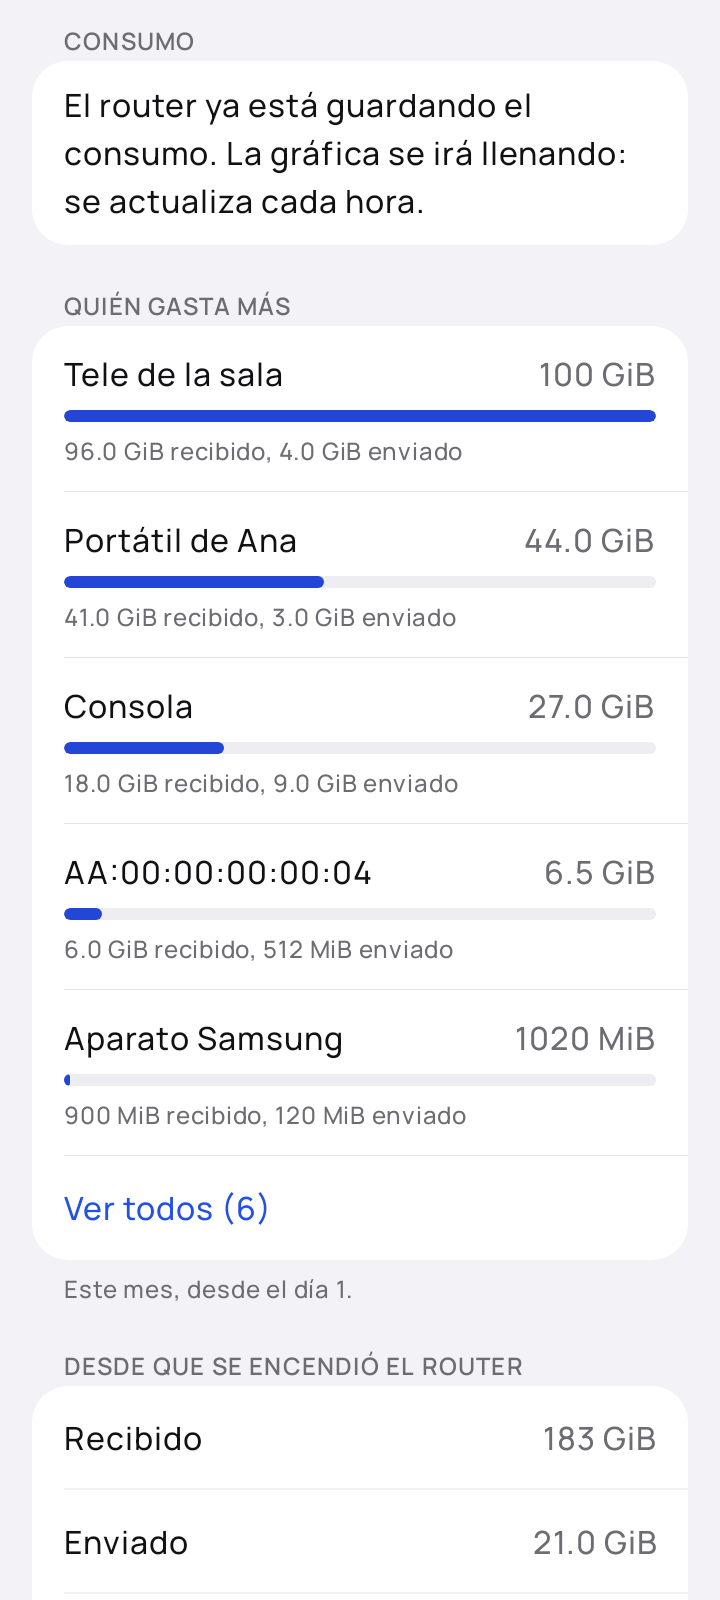 CONSUMO
El router ya está guardando el
consumo. La gráfica se irá llenando:
se actualiza cada hora.
QUIÉN GASTA MÁS
Tele de la sala 100 GiB
96.0 GiB recibido, 4.0 GiB enviado
Portátil de Ana 44.0 GiB
41.0 GiB recibido, 3.0 GiB enviado
Consola 27.0 GiB
18.0 GiB recibido, 9.0 GiB enviado
AA:00:00:00:00:04 6.5 GiB
6.0 GiB recibido, 512 MiB enviado
Aparato Samsung 1020 MiB
900 MiB recibido, 120 MiB enviado
Ver todos (6)
Este mes, desde el día 1.
DESDE QUE SE ENCENDIÓ EL ROUTER
Recibido 183 GiB
Enviado 21.0 GiB